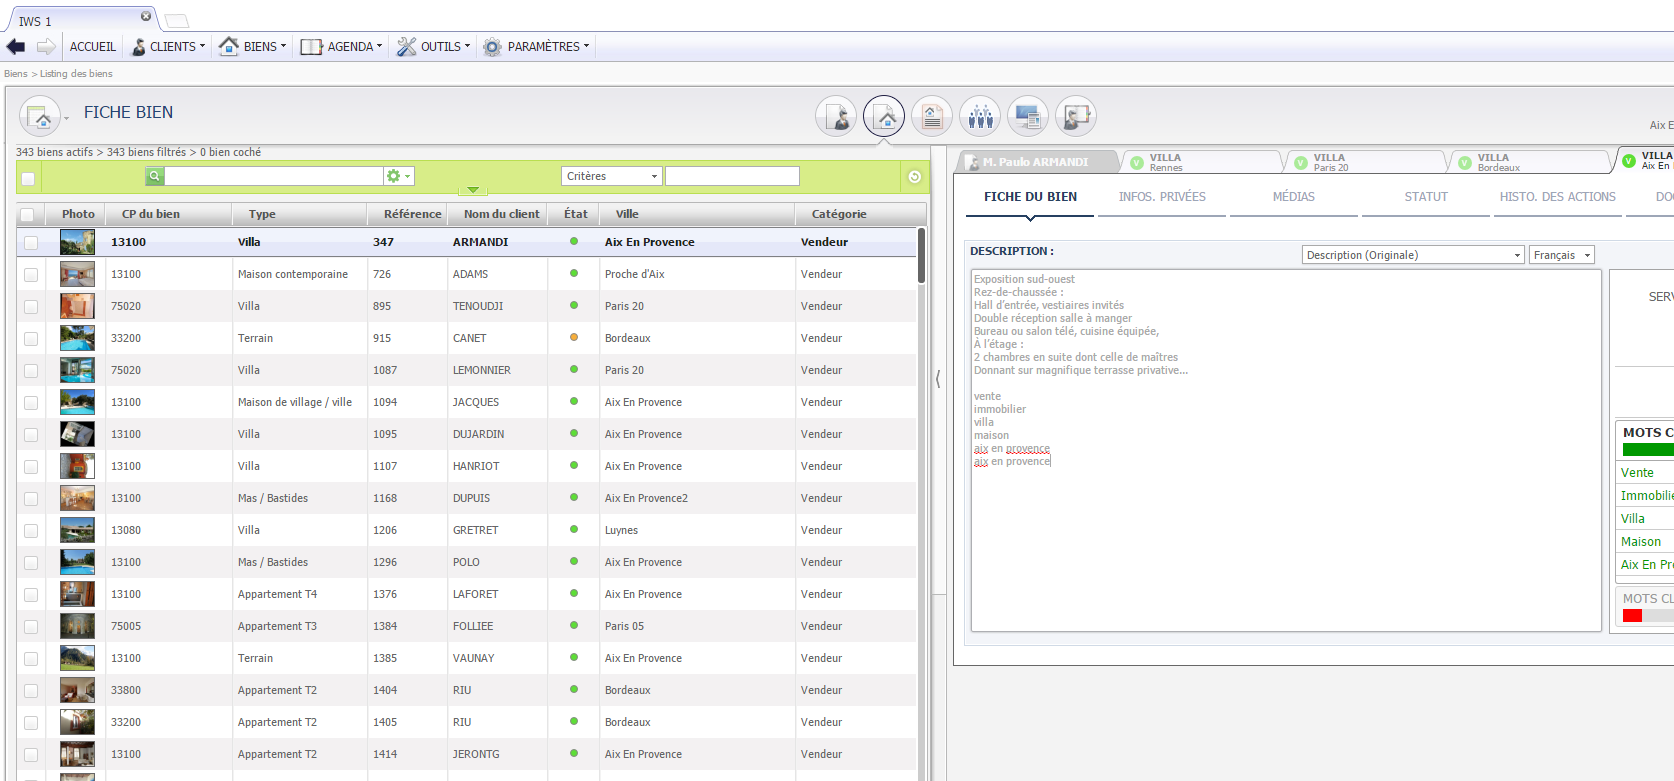 IWS 1
ACCUEIL CLIENTS BIENS AGENDA OUTILS PARAMÈTRES
Biens > Listing des biens
FICHE BIEN
Aix E
343 biens actifs > 343 biens filtrés > 0 bien coché
Critères
Photo CP du bien Type Référence Nom du client État Ville Catégorie
13100 Villa 347 ARMANDI Aix En Provence Vendeur
13100 Maison contemporaine 726 ADAMS Proche d'Aix Vendeur
75020 Villa 895 TENOUDJI Paris 20 Vendeur
33200 Terrain 915 CANET Bordeaux Vendeur
75020 Villa 1087 LEMONNIER Paris 20 Vendeur
13100 Maison de village / ville 1094 JACQUES Aix En Provence Vendeur
13100 Villa 1095 DUJARDIN Aix En Provence Vendeur
13100 Villa 1107 HANRIOT Aix En Provence Vendeur
13100 Mas / Bastides 1168 DUPUIS Aix En Provence2 Vendeur
13080 Villa 1206 GRETRET Luynes Vendeur
13100 Mas / Bastides 1296 POLO Aix En Provence Vendeur
13100 Appartement T4 1376 LAFORET Aix En Provence Vendeur
75005 Appartement T3 1384 FOLLIEE Paris 05 Vendeur
13100 Terrain 1385 VAUNAY Aix En Provence Vendeur
33800 Appartement T2 1404 RIU Bordeaux Vendeur
33200 Appartement T2 1405 RIU Bordeaux Vendeur
13100 Appartement T2 1414 JERONTG Aix En Provence Vendeur
M. Paulo ARMANDI
V VILLA
Rennes
V VILLA
Paris 20
V VILLA
Bordeaux
V VILLA
Aix En
FICHE DU BIEN INFOS. PRIVÉES MÉDIAS STATUT HISTO. DES ACTIONS DO
DESCRIPTION : Description (Originale) Français
Exposition sud-ouest
Rez-de-chaussée :
Hall d'entrée, vestiaires invités
Double réception salle à manger
Bureau ou salon télé, cuisine équipée,
À l'étage :
2 chambres en suite dont celle de maîtres
Donnant sur magnifique terrasse privative...
vente
immobilier
villa
maison
aix en provence
aix en provence
SERV
MOTS C
Vente
Immobilie
Villa
Maison
Aix En Pr
MOTS CL